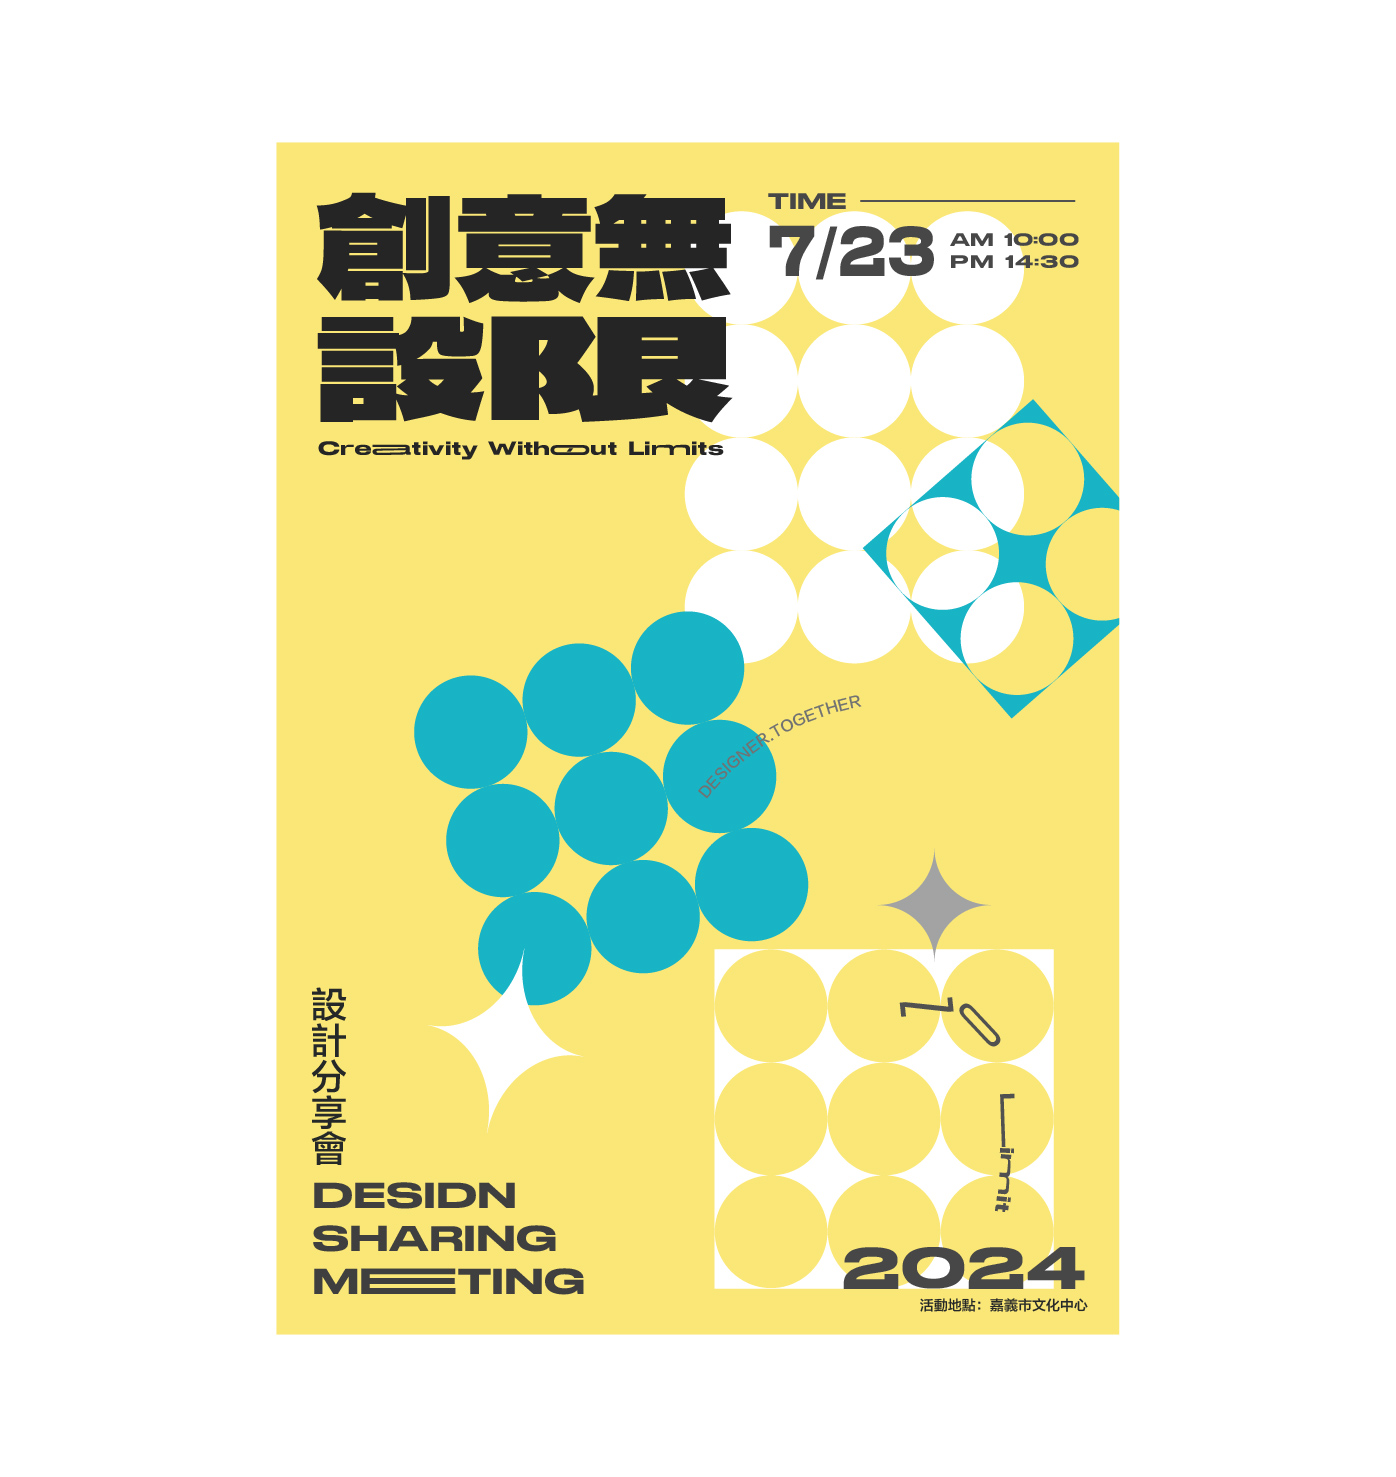 創意無
設限
Creativity Without Limits
TIME
7/23
AM 10:00
PM 14:30
DESIGNER.TOGETHER
設計分享會
DESIDN
SHARING
MEETING
Limit
2024
活動地點：嘉義市文化中心